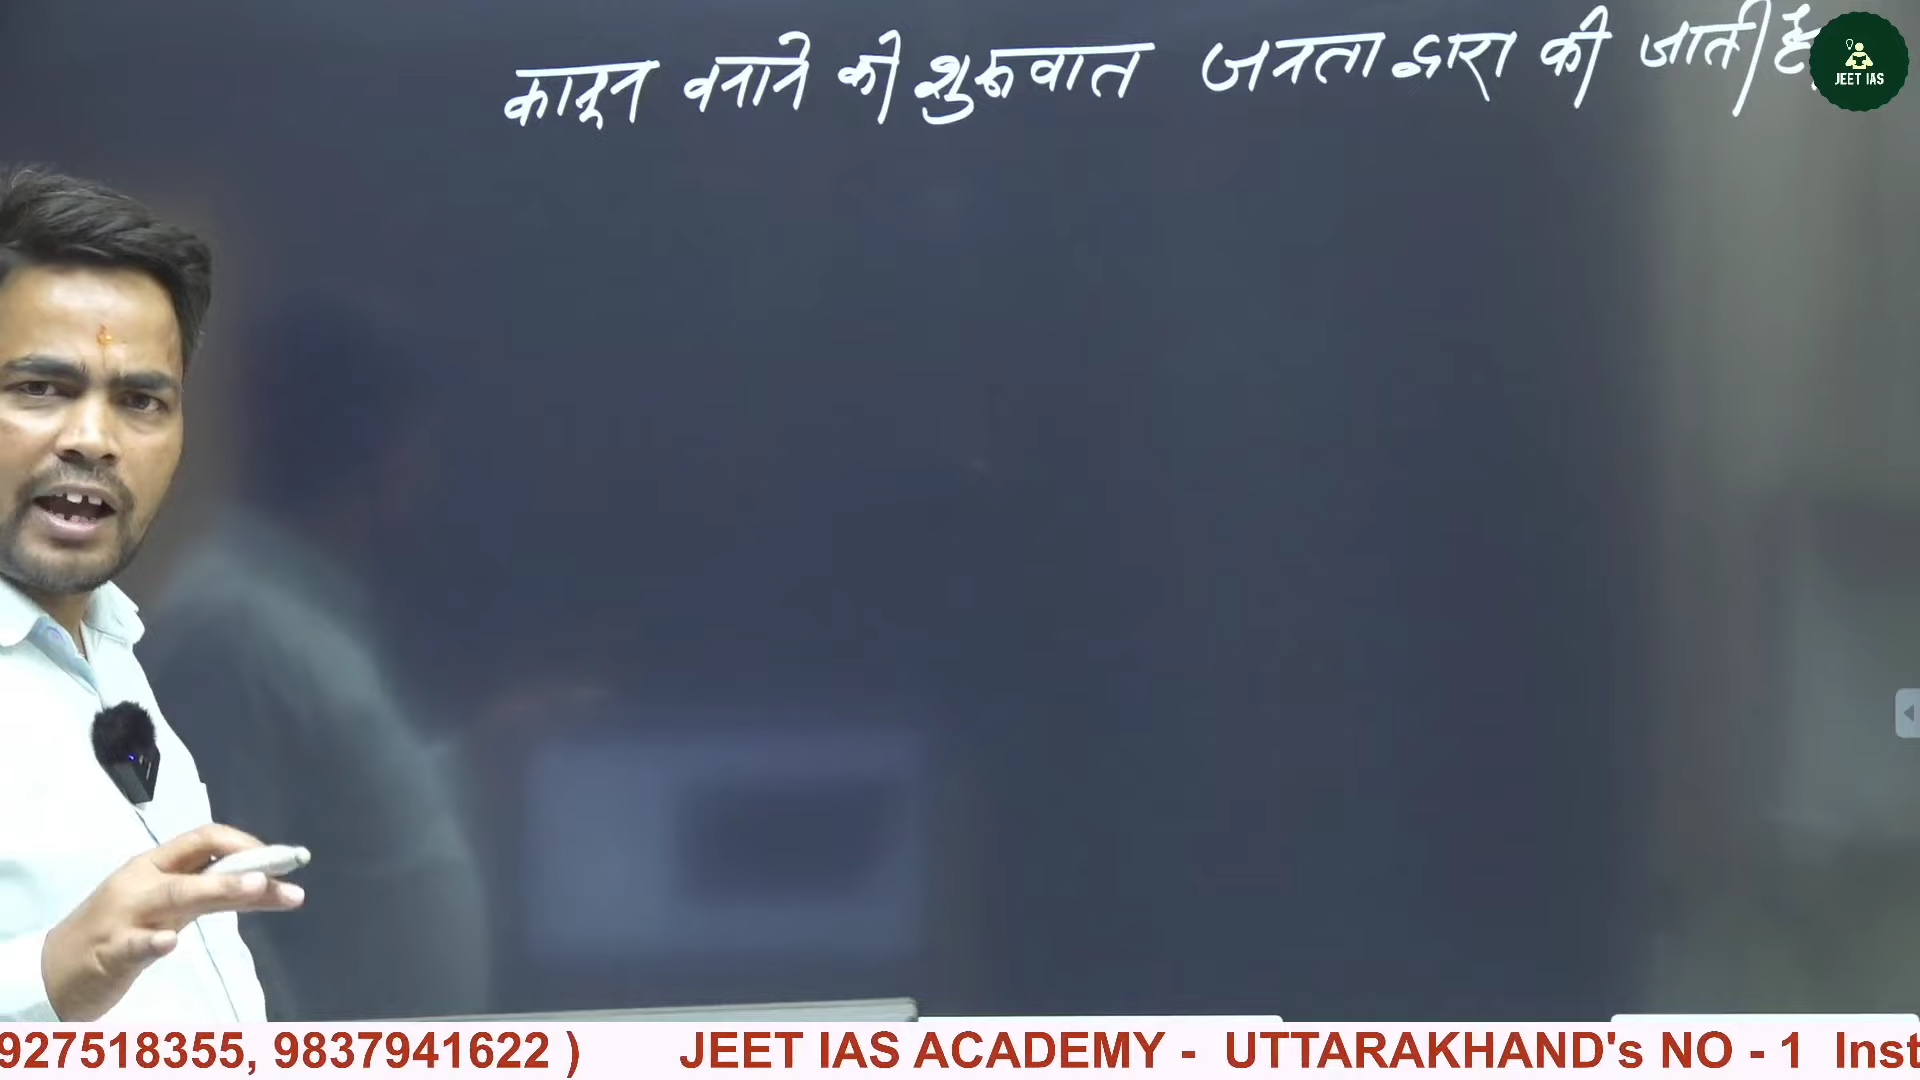 कानून बनाने की शुरूवात जनता द्वारा की जाती है
JEET IAS
927518355, 9837941622 ) JEET IAS ACADEMY - UTTARAKHAND's NO - 1 Inst